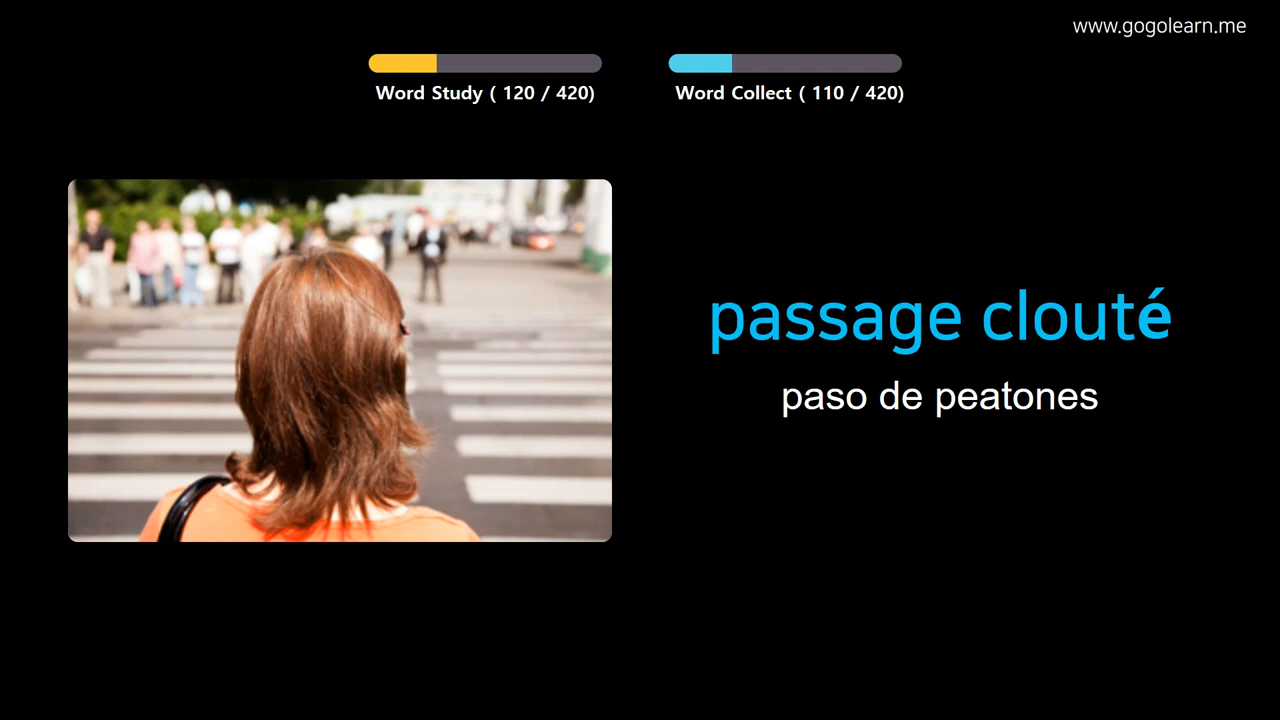 www.gogolearn.me
Word Study ( 120 / 420)
Word Collect ( 110 / 420)
passage clouté
paso de peatones